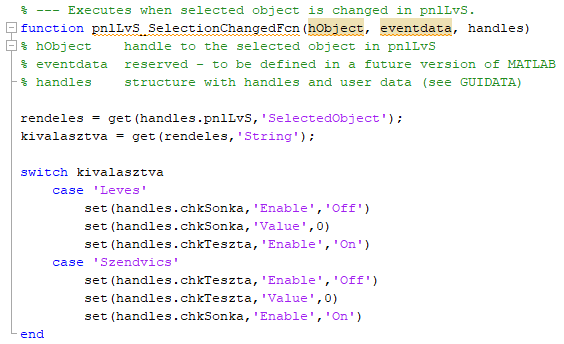 % --- Executes when selected object is changed in pnlLvS.
function pnlLvS_SelectionChangedFcn(hObject, eventdata, handles)
% hObject    handle to the selected object in pnlLvS
% eventdata  reserved - to be defined in a future version of MATLAB
% handles    structure with handles and user data (see GUIDATA)

rendeles = get(handles.pnlLvS,'SelectedObject');
kivalasztva = get(rendeles,'String');

switch kivalasztva
    case 'Leves'
        set(handles.chkSonka,'Enable','Off')
        set(handles.chkSonka,'Value',0)
        set(handles.chkTeszta,'Enable','On')
    case 'Szendvics'
        set(handles.chkTeszta,'Enable','Off')
        set(handles.chkTeszta,'Value',0)
        set(handles.chkSonka,'Enable','On')
end